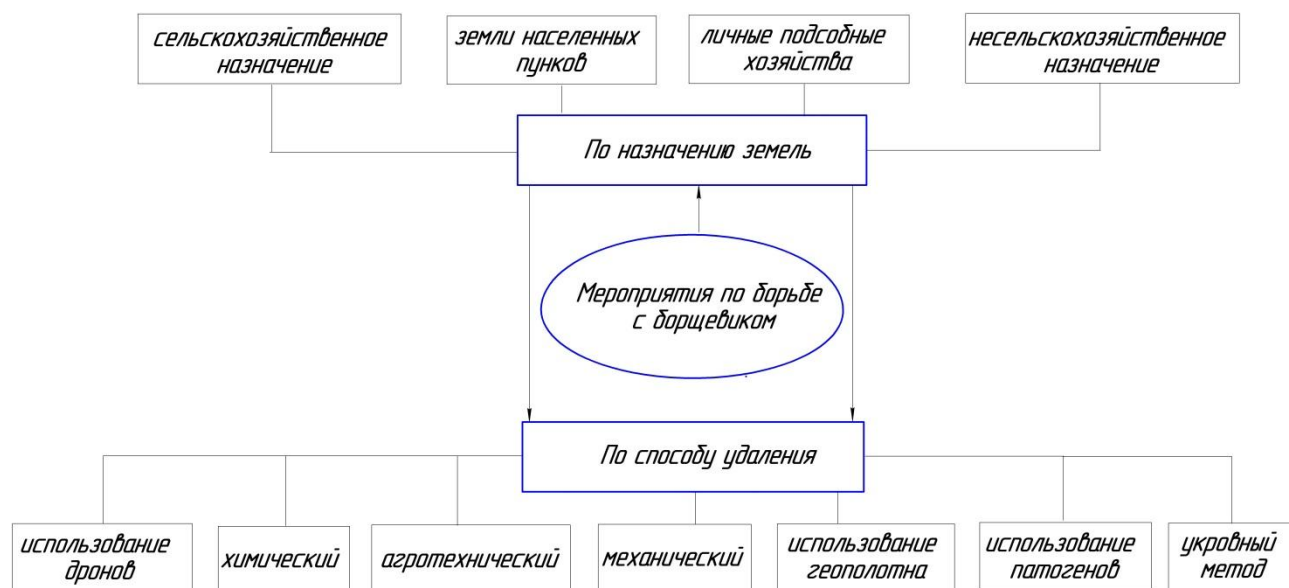 сельскохозяйственное
назначение
земли населенных
пунков
личные подсобные
хозяйства
несельскохозяйственное
назначение
По назначению земель
Мероприятия по борьбе
с борщевиком
По способу удаления
использование
дронов
химический
агротехнический
механический
использование
геополотна
использование
патогенов
укровный
метод